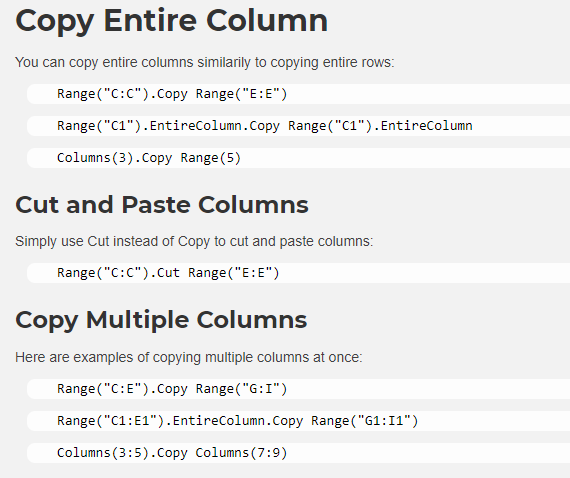 Copy Entire Column
You can copy entire columns similarily to copying entire rows:
Range("C:C").Copy Range("E:E")
Range("C1").EntireColumn.Copy Range("C1").EntireColumn
Columns(3).Copy Range(5)
Cut and Paste Columns
Simply use Cut instead of Copy to cut and paste columns:
Range("C:C").Cut Range("E:E")
Copy Multiple Columns
Here are examples of copying multiple columns at once:
Range("C:E").Copy Range("G:I")
Range("C1:E1").EntireColumn.Copy Range("G1:I1")
Columns(3:5).Copy Columns(7:9)